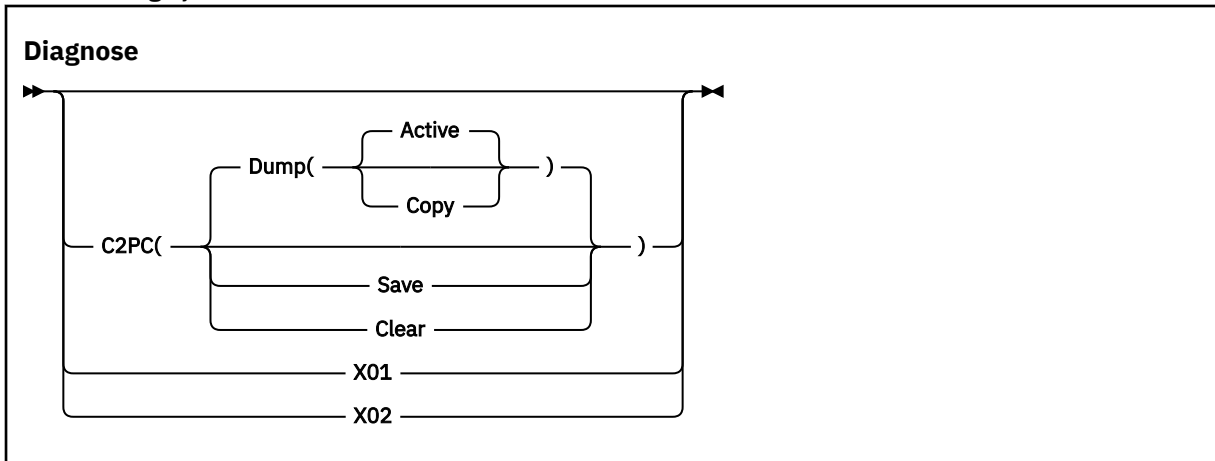 Diagnose
Active
Dump( )
Copy
C2PC( )
Save
Clear
X01
X02